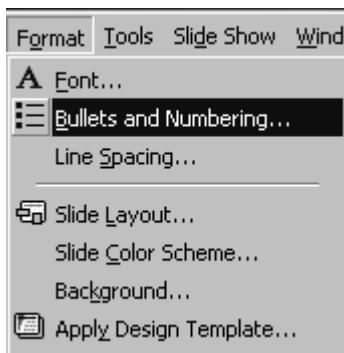 Format Tools Slide Show Wind
Font...
Bullets and Numbering...
Line Spacing...
Slide Layout...
Slide Color Scheme...
Background...
Apply Design Template...